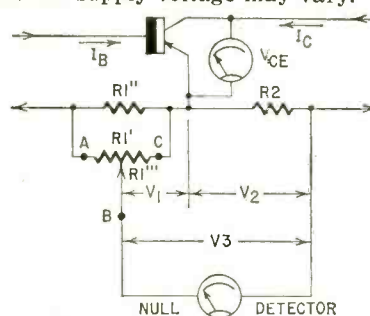 supply voltage may vary.
I_B
I_C
V_CE
R1"
R2
A
R1'
C
R1'''
V_1
V_2
B
V3
NULL DETECTOR